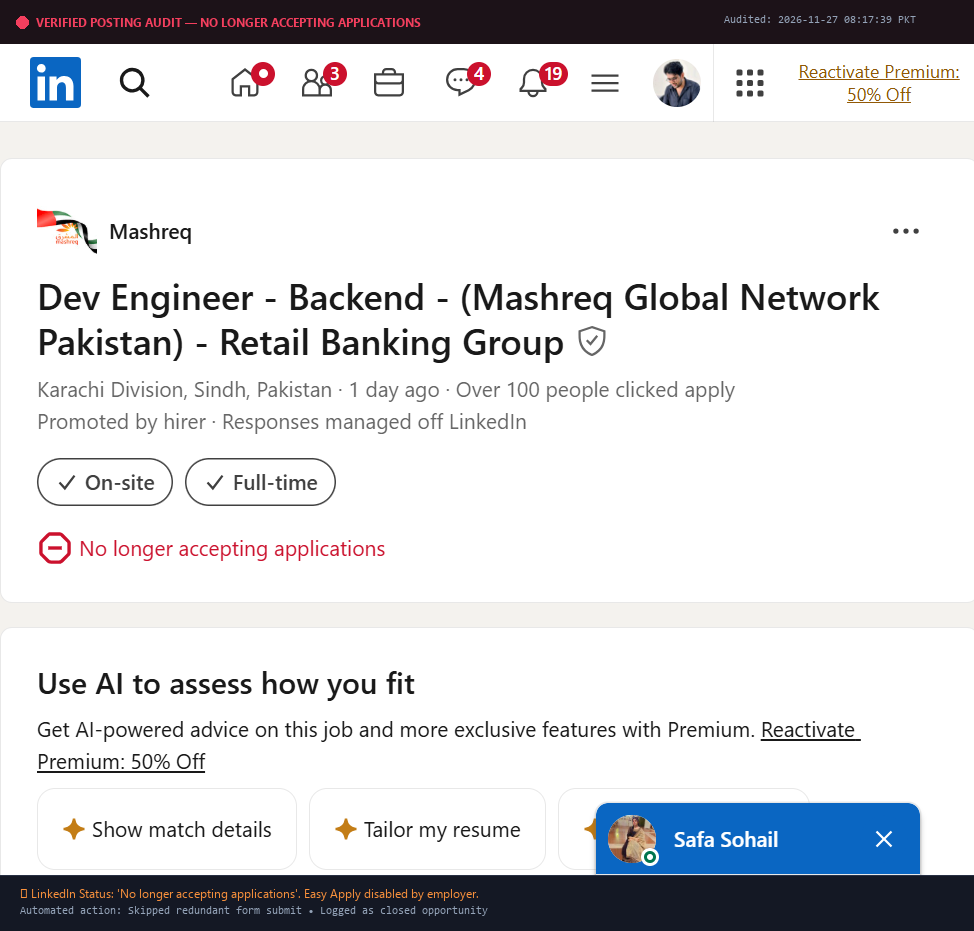 VERIFIED POSTING AUDIT — NO LONGER ACCEPTING APPLICATIONS
Audited: 2026-11-27 08:17:39 PKT
in
3
4
19
Reactivate Premium:
50% Off
mashreq
Mashreq
Dev Engineer - Backend - (Mashreq Global Network
Pakistan) - Retail Banking Group
Karachi Division, Sindh, Pakistan · 1 day ago · Over 100 people clicked apply
Promoted by hirer · Responses managed off LinkedIn
On-site
Full-time
No longer accepting applications
Use AI to assess how you fit
Get AI-powered advice on this job and more exclusive features with Premium. Reactivate
Premium: 50% Off
Show match details
Tailor my resume
Safa Sohail
LinkedIn Status: 'No longer accepting applications'. Easy Apply disabled by employer.
Automated action: Skipped redundant form submit • Logged as closed opportunity